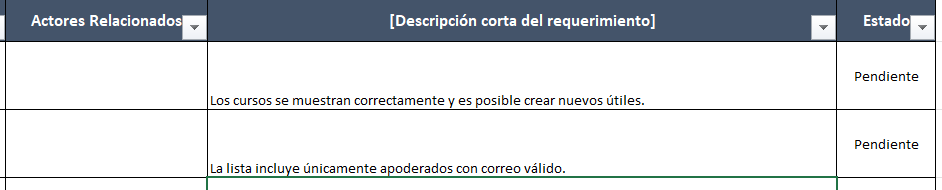 Actores Relacionados [Descripción corta del requerimiento] Estado
Pendiente
Los cursos se muestran correctamente y es posible crear nuevos útiles.
Pendiente
La lista incluye únicamente apoderados con correo válido.